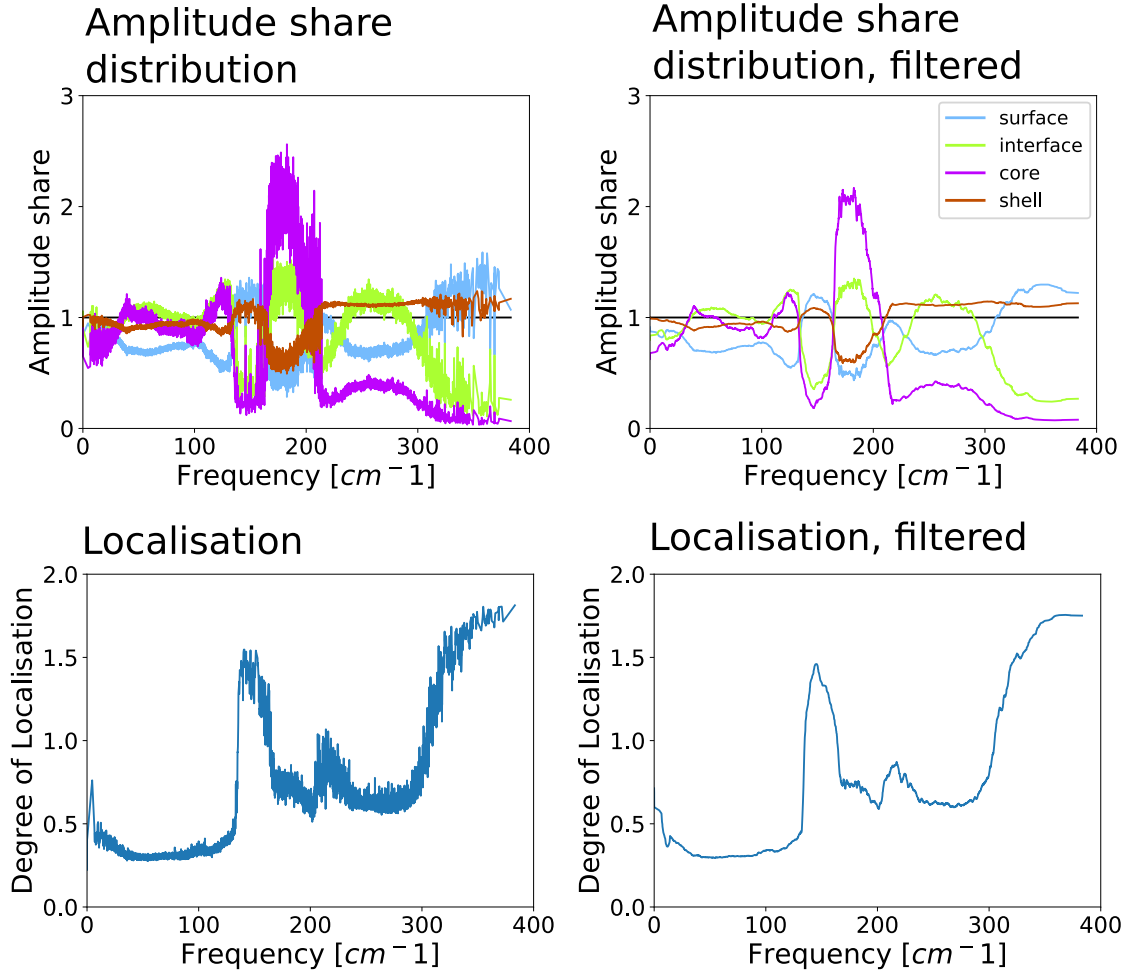 Amplitude share
distribution
3
2
1
0
Amplitude share
0
100
200
300
400
Frequency [cm−1]
Amplitude share
distribution, filtered
3
2
1
0
Amplitude share
surface
interface
core
shell
0
100
200
300
400
Frequency [cm−1]
Localisation
2.0
1.5
1.0
0.5
0.0
Degree of Localisation
0
100
200
300
400
Frequency [cm−1]
Localisation, filtered
2.0
1.5
1.0
0.5
0.0
Degree of Localisation
0
100
200
300
400
Frequency [cm−1]